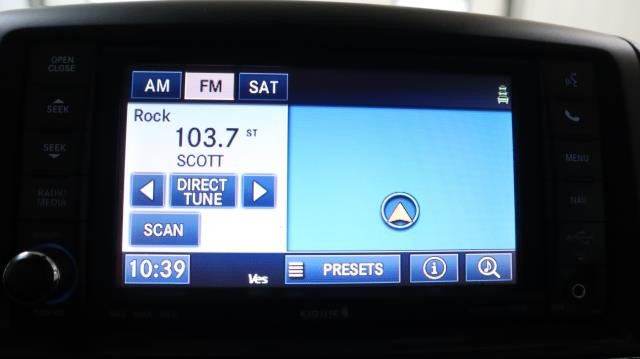 OPEN
CLOSE
SEEK
SEEK
RADIO
MEDIA
AM FM SAT
Rock
103.7 ST
SCOTT
DIRECT
TUNE
SCAN
10:39
Ves
PRESETS
MENU
NAV